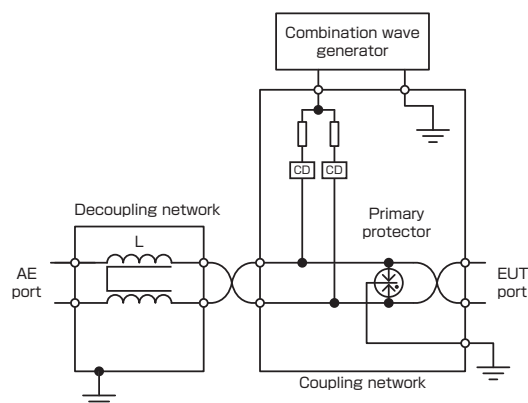 Combination wave
generator
CD
CD
Decoupling network
L
Primary
protector
AE
port
EUT
port
Coupling network